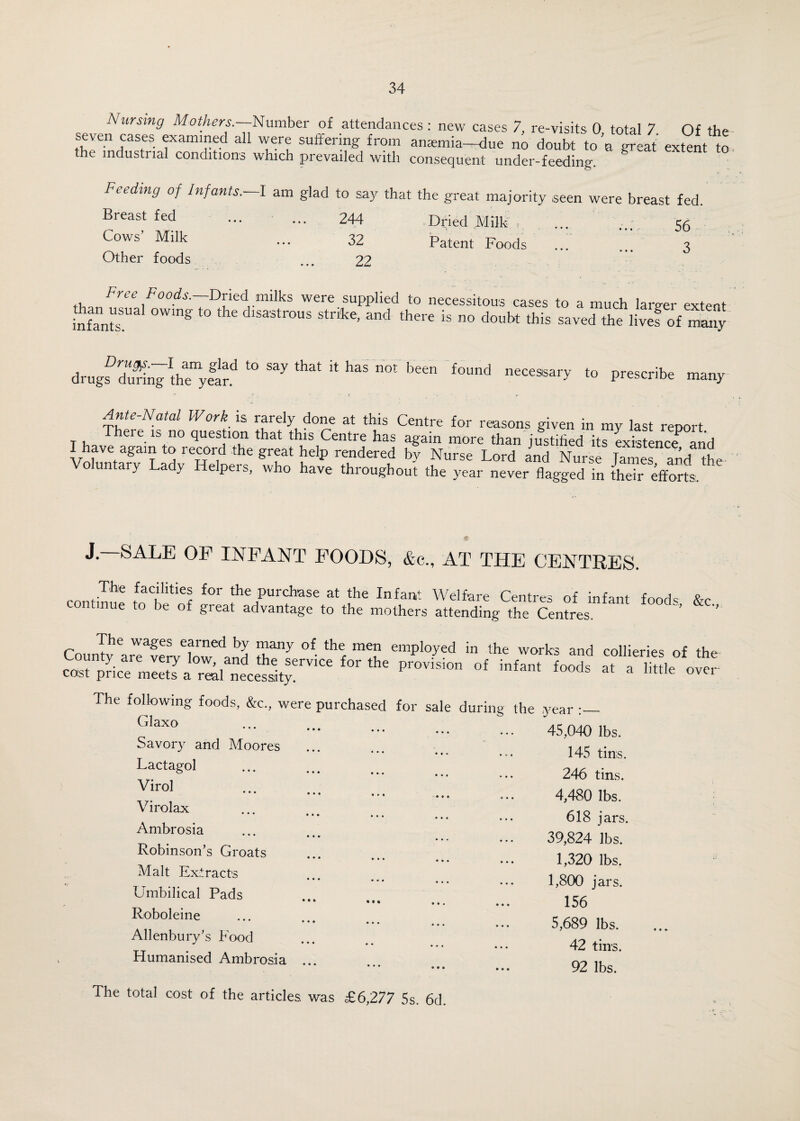 34
Nursing Mothers.—Number of attendances : new cases 7, re-visits 0, total 7. Of the
seven cases examined all were suffering from anæmia—due no doubt to a great extent to
the industrial conditions which prevailed with consequent under-feeding.
Feeding of Infants.—I am glad to say that the great majority seen were breast fed.
Breast fed ... ... 244 Dried Milk ... ... 56
Cows' Milk ... 32 Patent Foods ... ... 3
Other foods ... 22
Free Foods.—Dried milks were supplied to necessitous cases to a much larger extent
than usual owing to the disastrous strike, and there is no doubt this saved the lives of many
infants.
Drugs.—I am glad to say that it has not been found necessary to prescribe many
drugs during the year.
Ante-Natal Work is rarely done at this Centre for reasons given in my last report.
There is no question that this Centre has again more than justified its existence, and
I have again to record the great help rendered by Nurse Lord and Nurse James, and the
Voluntary Lady Helpers, who have throughout the year never flagged in their efforts.
J.—SALE OF INFANT FOODS, &c., AT THE CENTRES.
The facilities for the purchase at the Infant Welfare Centres of infant foods, &c.,
continue to be of great advantage to the mothers attending the Centres.
The wages earned by many of the men employed in the works and collieries of the
County are very low, and the service for the provision of infant foods at a little over
cost price meets a real necessity.
The following foods, &c., were purchased for sale during the year :—
Glaxo ... ... ... ... ... 45,040 lbs.
Savory and Moores ... ... ... ... 145 tins.
Lactagol ... ... ... ... ... 246 tins.
Virol ... ... ... ... ... 4,480 lbs.
Virolax ... ... ... ... ... 618 jars.
Ambrosia ... ... ... ... 39,824 lbs.
Robinson's Groats ... ... ... ... 1,320 lbs.
Malt Extracts ... ... ... ... 1,800 jars.
Umbilical Pads ... ... ... ... 156
Roboleine ... ... ... ... ... 5,689 lbs.
Allenbury's Food ... .. ... ... 42 tins.
Humanised Ambrosia ... ... ... ... 92 lbs.
The total cost of the articles was £6,277 5s. 6d.